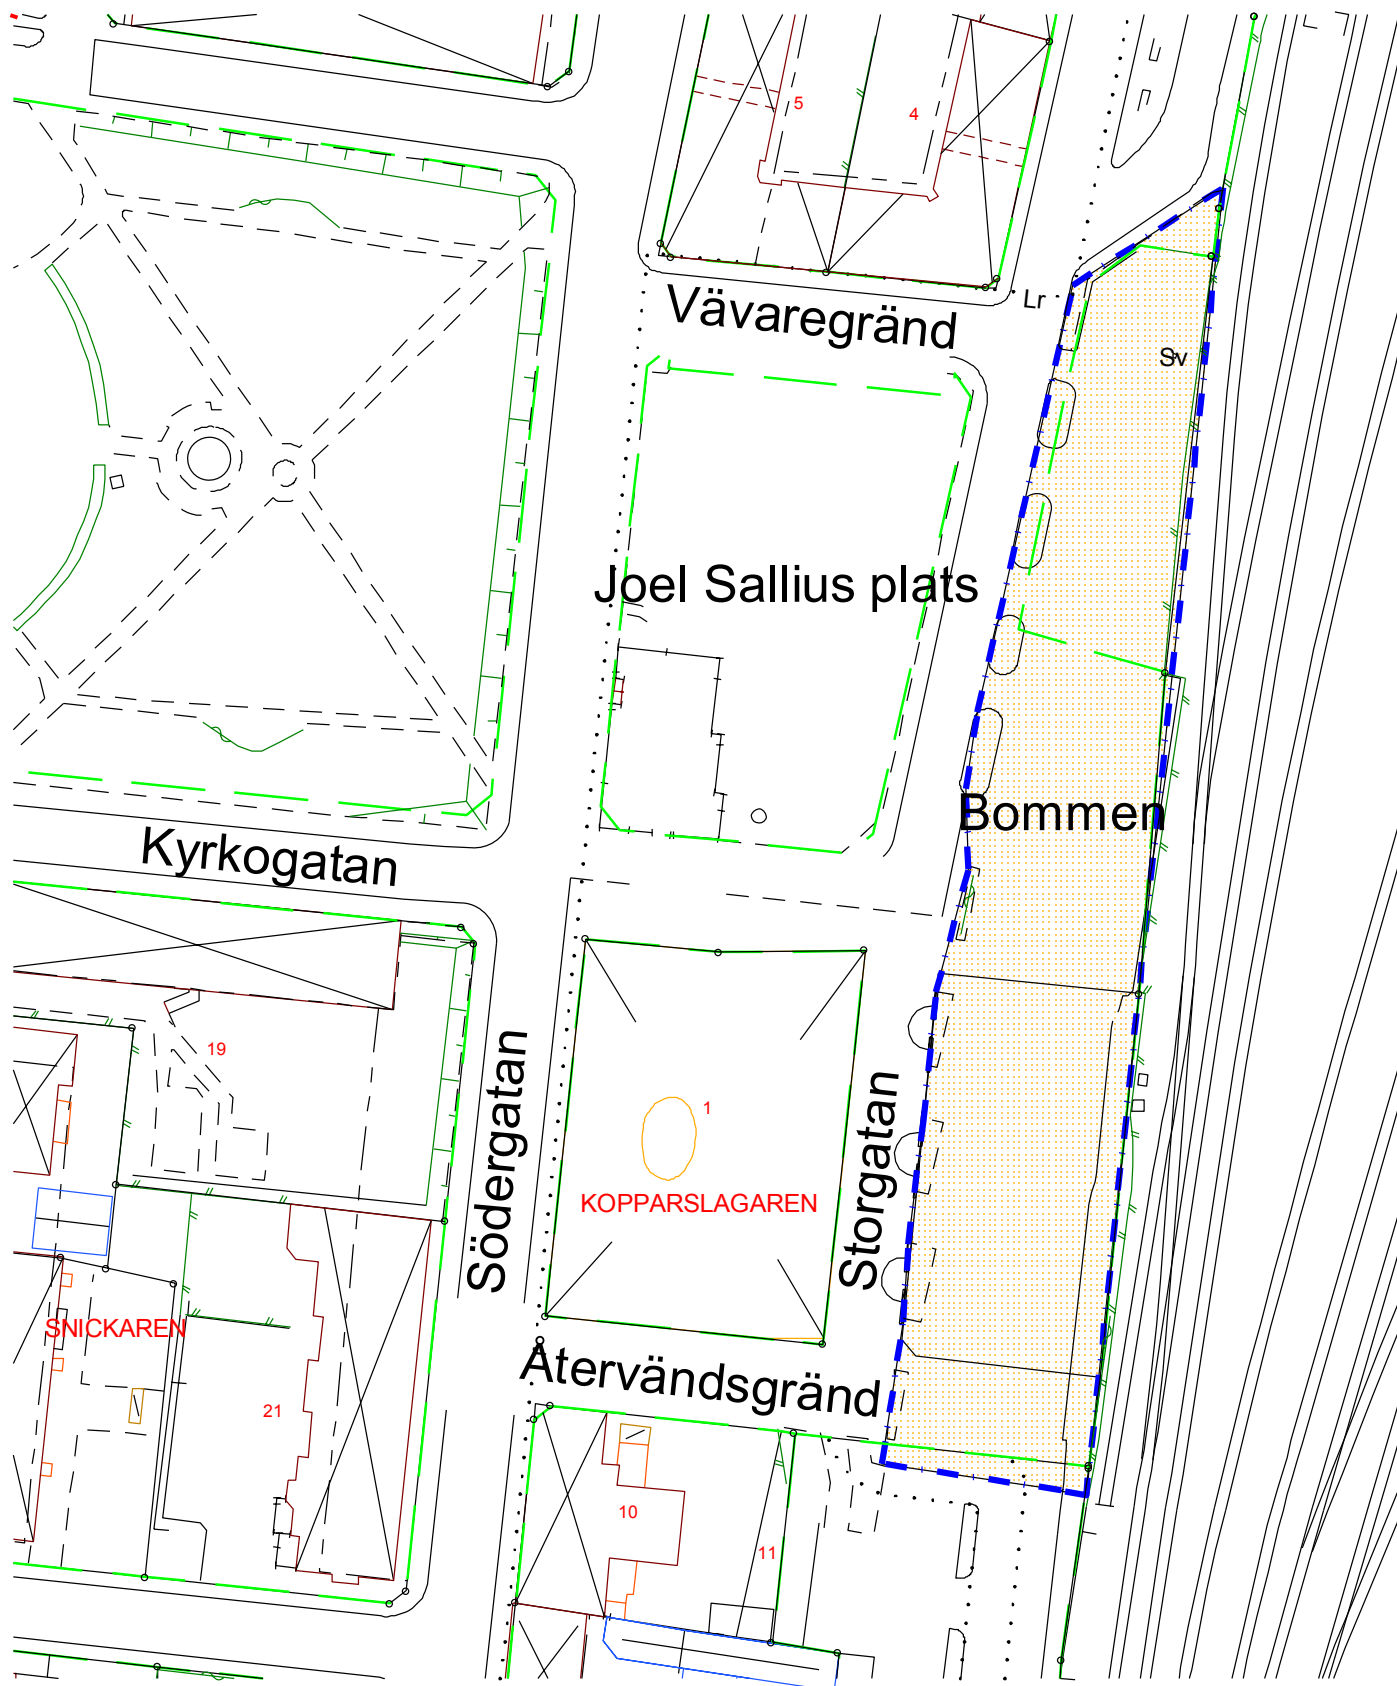 5
4
Vävaregränd
Lr
Sv
Joel Sallius plats
Bommen
Kyrkogatan
19
Södergatan
1
KOPPARSLAGAREN
Storgatan
SNICKAREN
Återvändsgränd
21
10
11